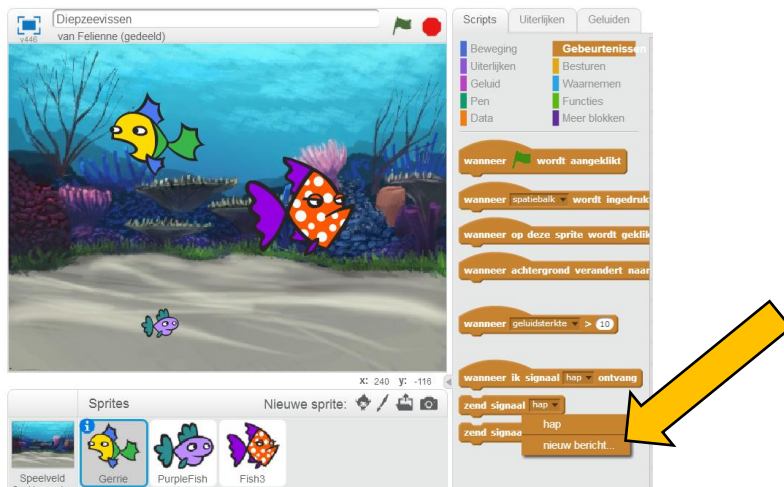 Diepzeevissen
van Felienne (gedeeld)
v446
X: 240 y: -116
Sprites
Nieuwe sprite:
Speelveld
Gerrie
PurpleFish
Fish3
Scripts
Uiterlijken
Geluiden
Beweging
Gebeurtenissen
Uiterlijken
Besturen
Geluid
Waarnemen
Pen
Functies
Data
Meer blokken
wanneer wordt aangeklikt
wanneer spatiebalk wordt ingedruk
wanneer op deze sprite wordt geklik
wanneer achtergrond verandert naar
wanneer geluidsterkte > 10
wanneer ik signaal hap ontvang
zend signaal hap
hap
zend signaa
nieuw bericht...